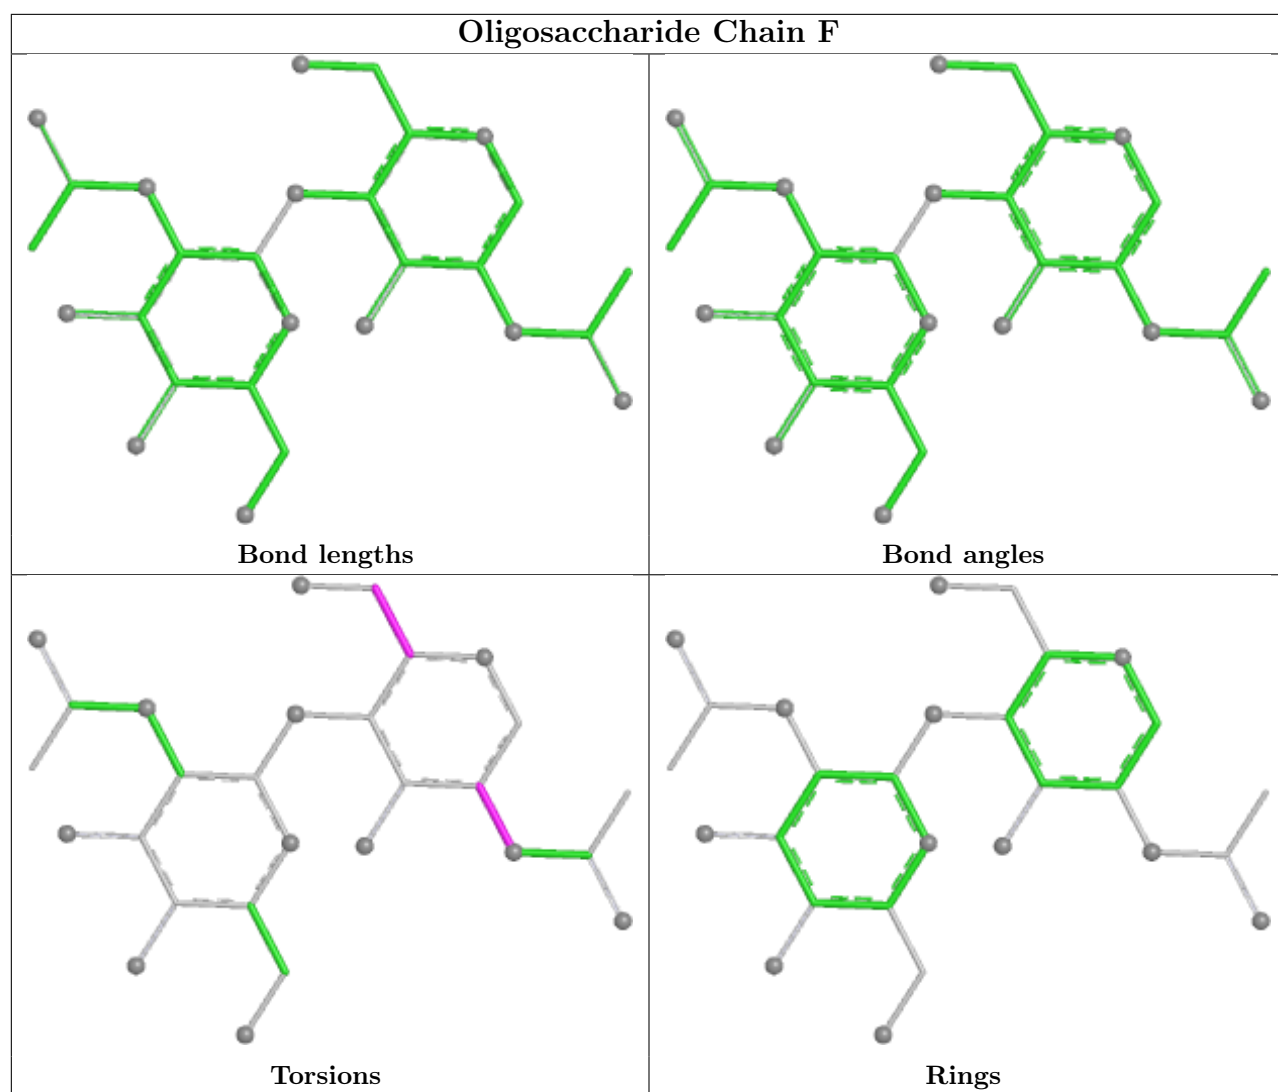 Oligosaccharide Chain F
Bond lengths
Bond angles
Torsions
Rings